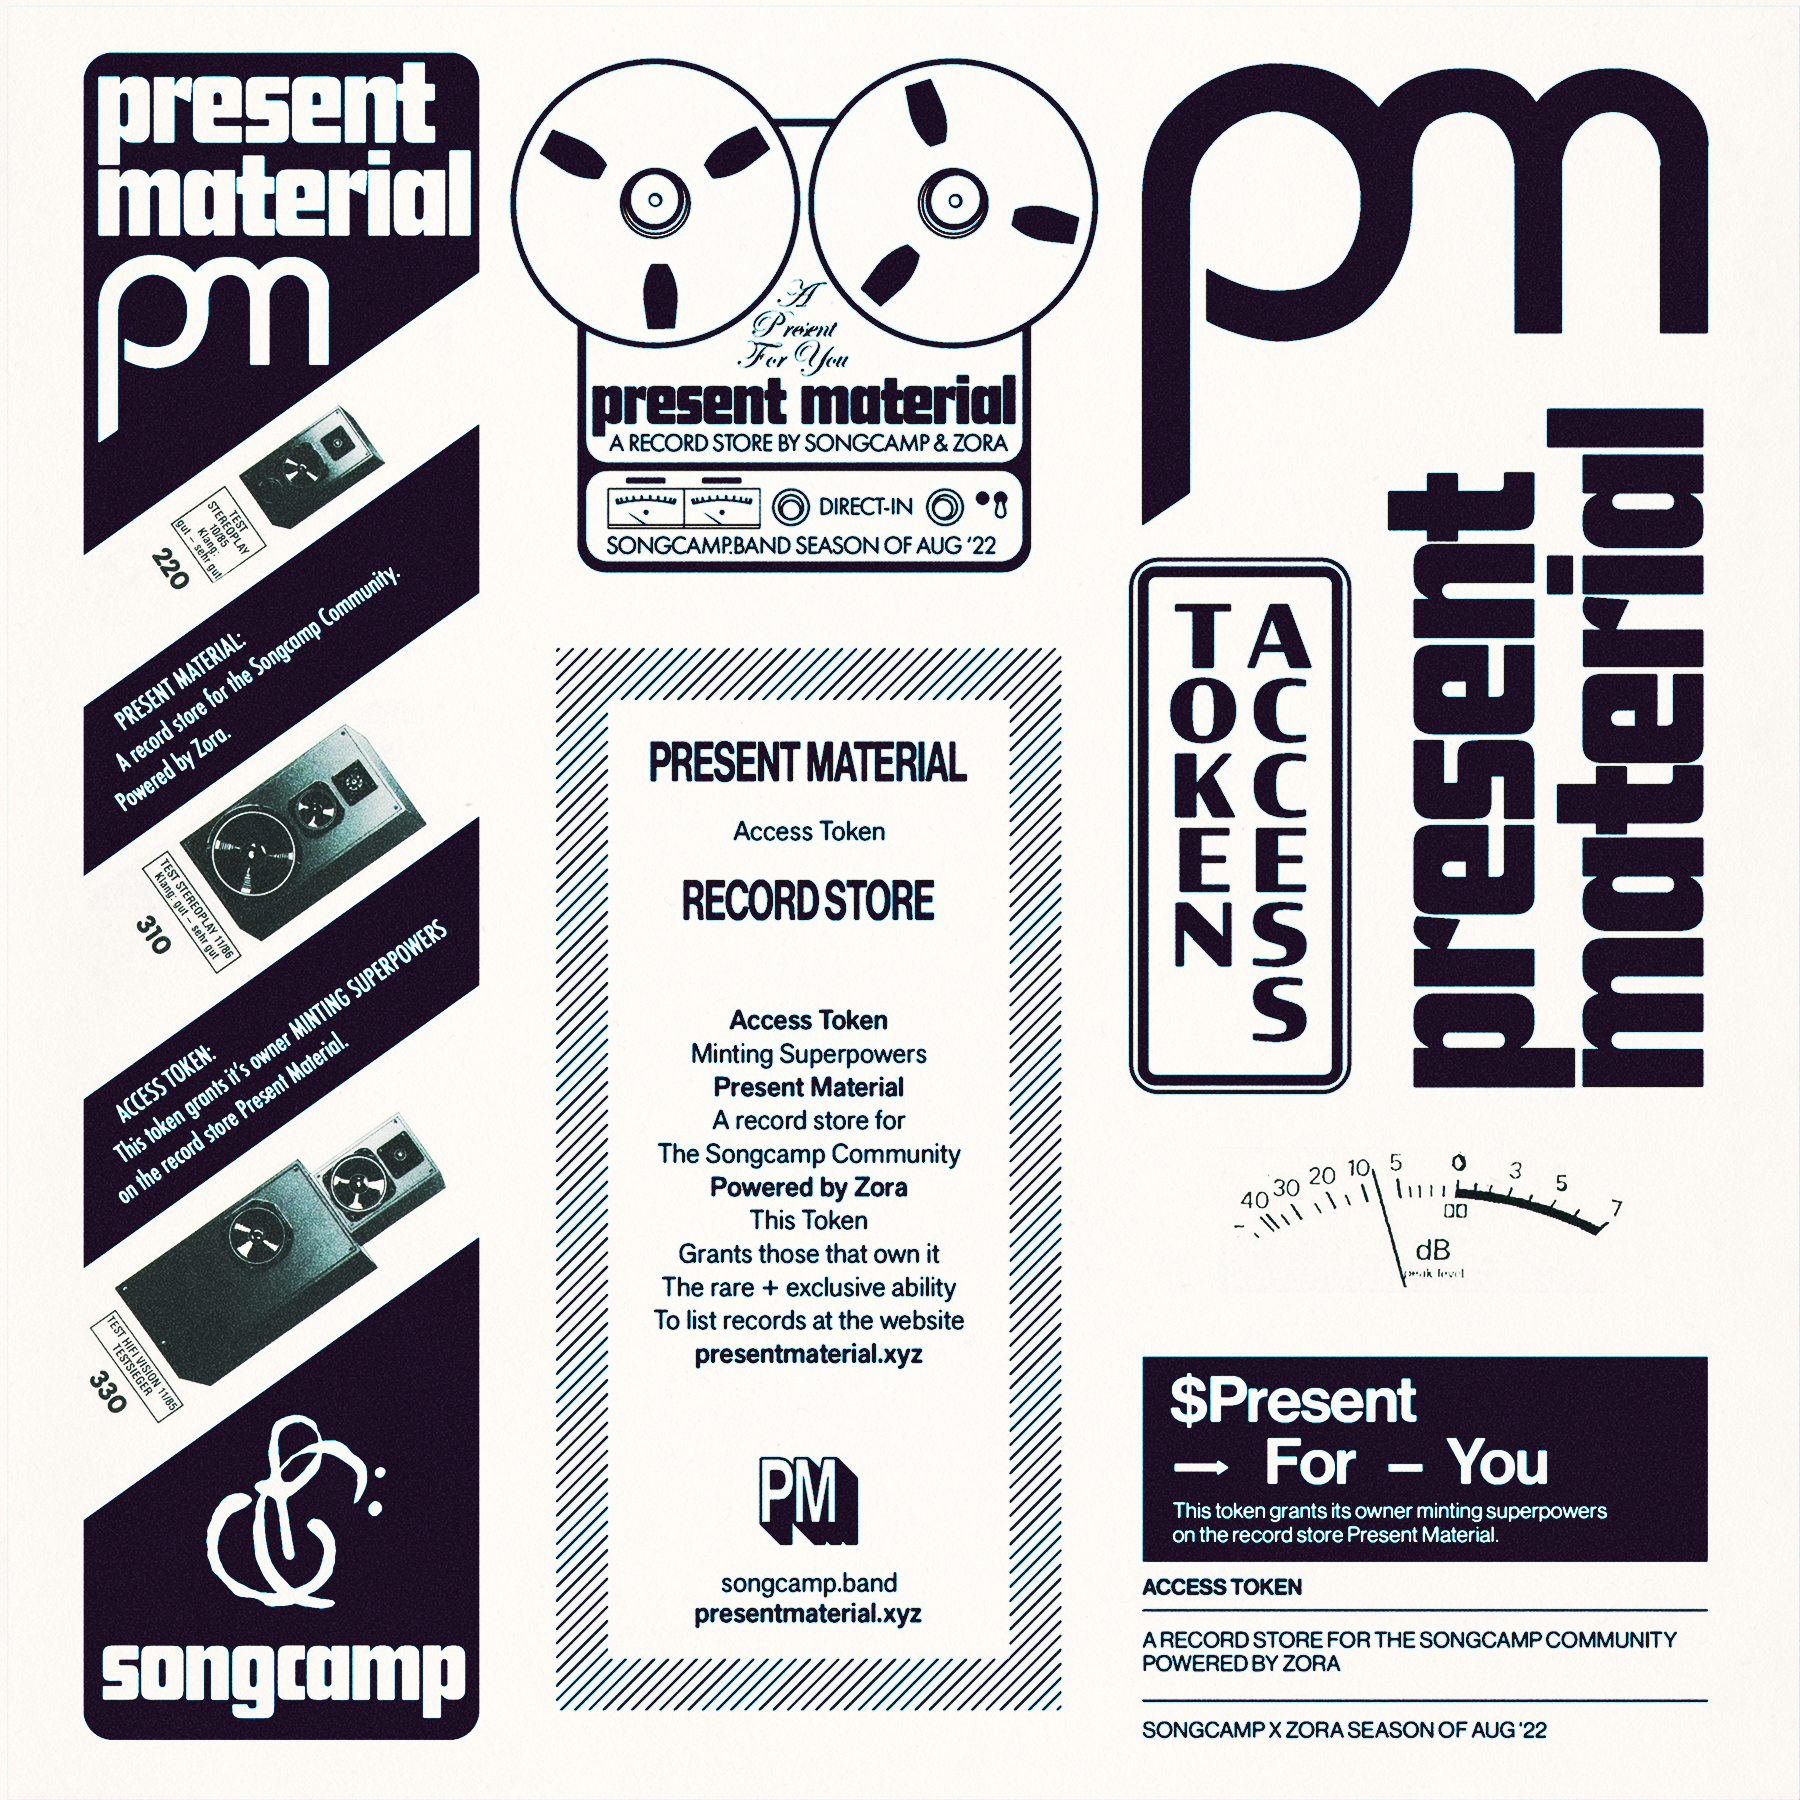 present
material
pm
TEST
STEREOPLAY
10/85
Klang:
gut – sehr gut
220
PRESENT MATERIAL:
A record store for the Songcamp Community.
Powered by Zora.
TEST STEREOPLAY 11/86
Klang: gut – sehr gut
310
ACCESS TOKEN:
This token grants it's owner MINTING SUPERPOWERS
on the record store Present Material.
TEST HIFI VISION 11/85
TESTSIEGER
330
songcamp
A
Present
For You
present material
A RECORD STORE BY SONGCAMP & ZORA
DIRECT-IN
SONGCAMP.BAND SEASON OF AUG '22
PRESENT MATERIAL
Access Token
RECORD STORE
Access Token
Minting Superpowers
Present Material
A record store for
The Songcamp Community
Powered by Zora
This Token
Grants those that own it
The rare + exclusive ability
To list records at the website
presentmaterial.xyz
PM
songcamp.band
presentmaterial.xyz
pm
ACCESS
TOKEN
present
material
40 30 20 10 5 0 3 5 7
dB
peak level
$Present
→ For – You
This token grants its owner minting superpowers
on the record store Present Material.
ACCESS TOKEN
A RECORD STORE FOR THE SONGCAMP COMMUNITY
POWERED BY ZORA
SONGCAMP X ZORA SEASON OF AUG '22